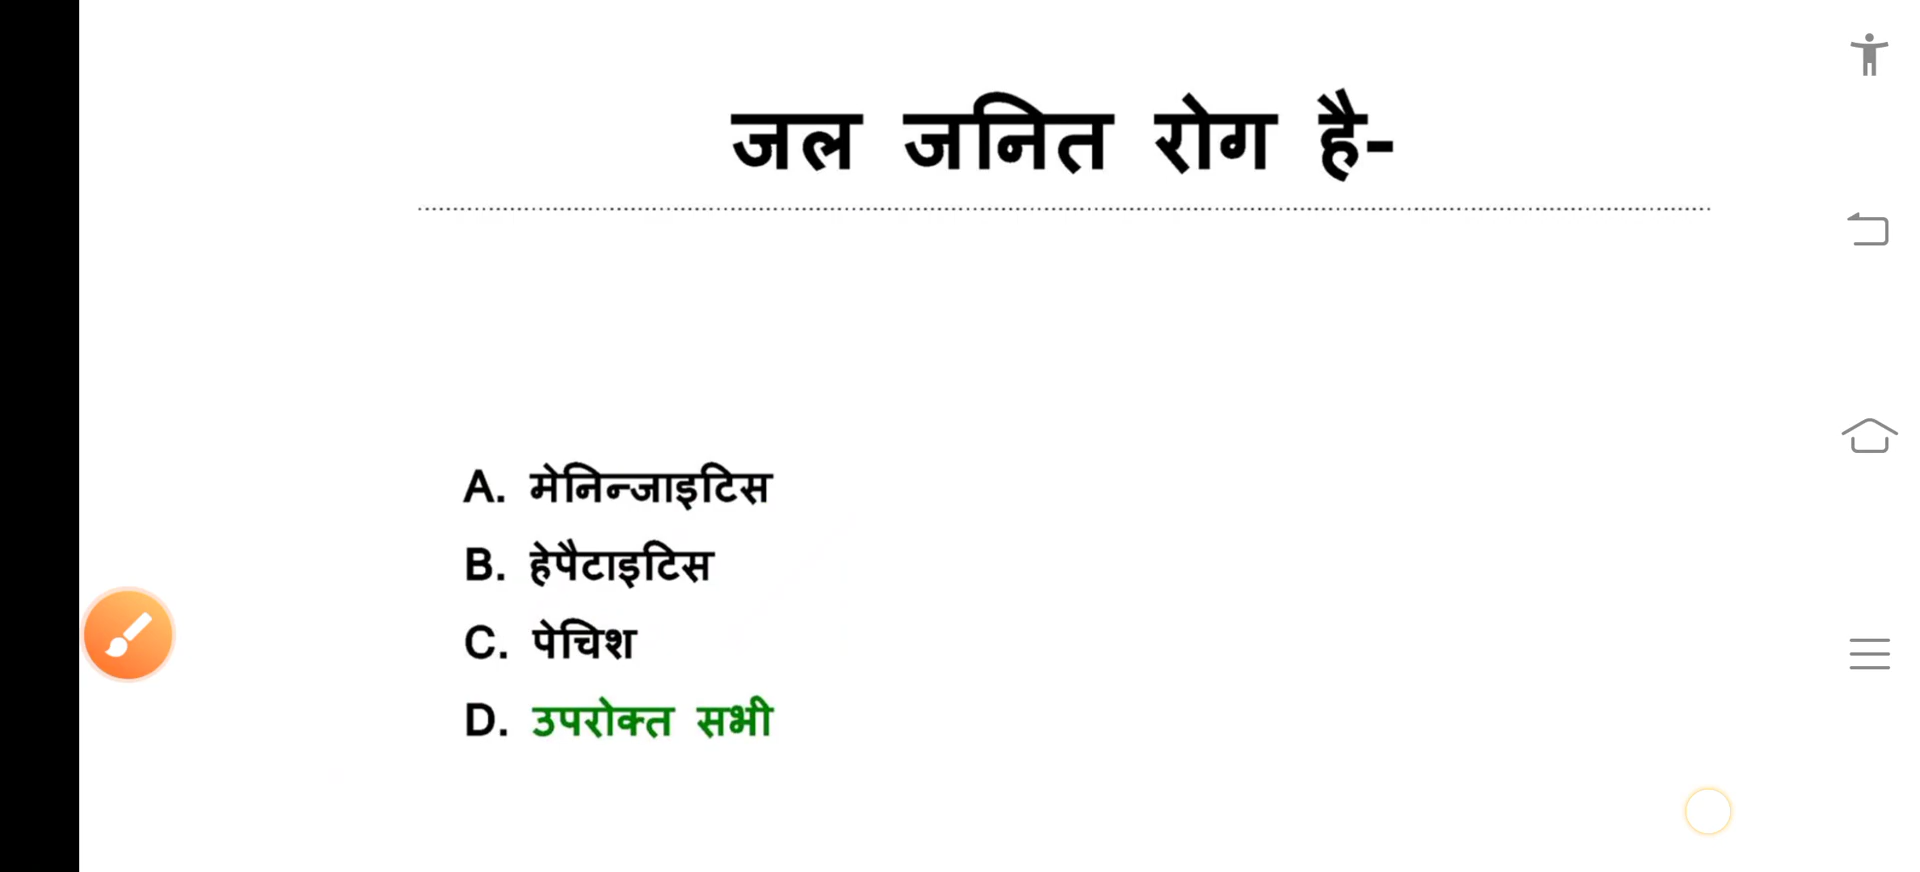 जल जनित रोग है-
A. मेनिन्जाइटिस
B. हेपैटाइटिस
C. पेचिश
D. उपरोक्त सभी